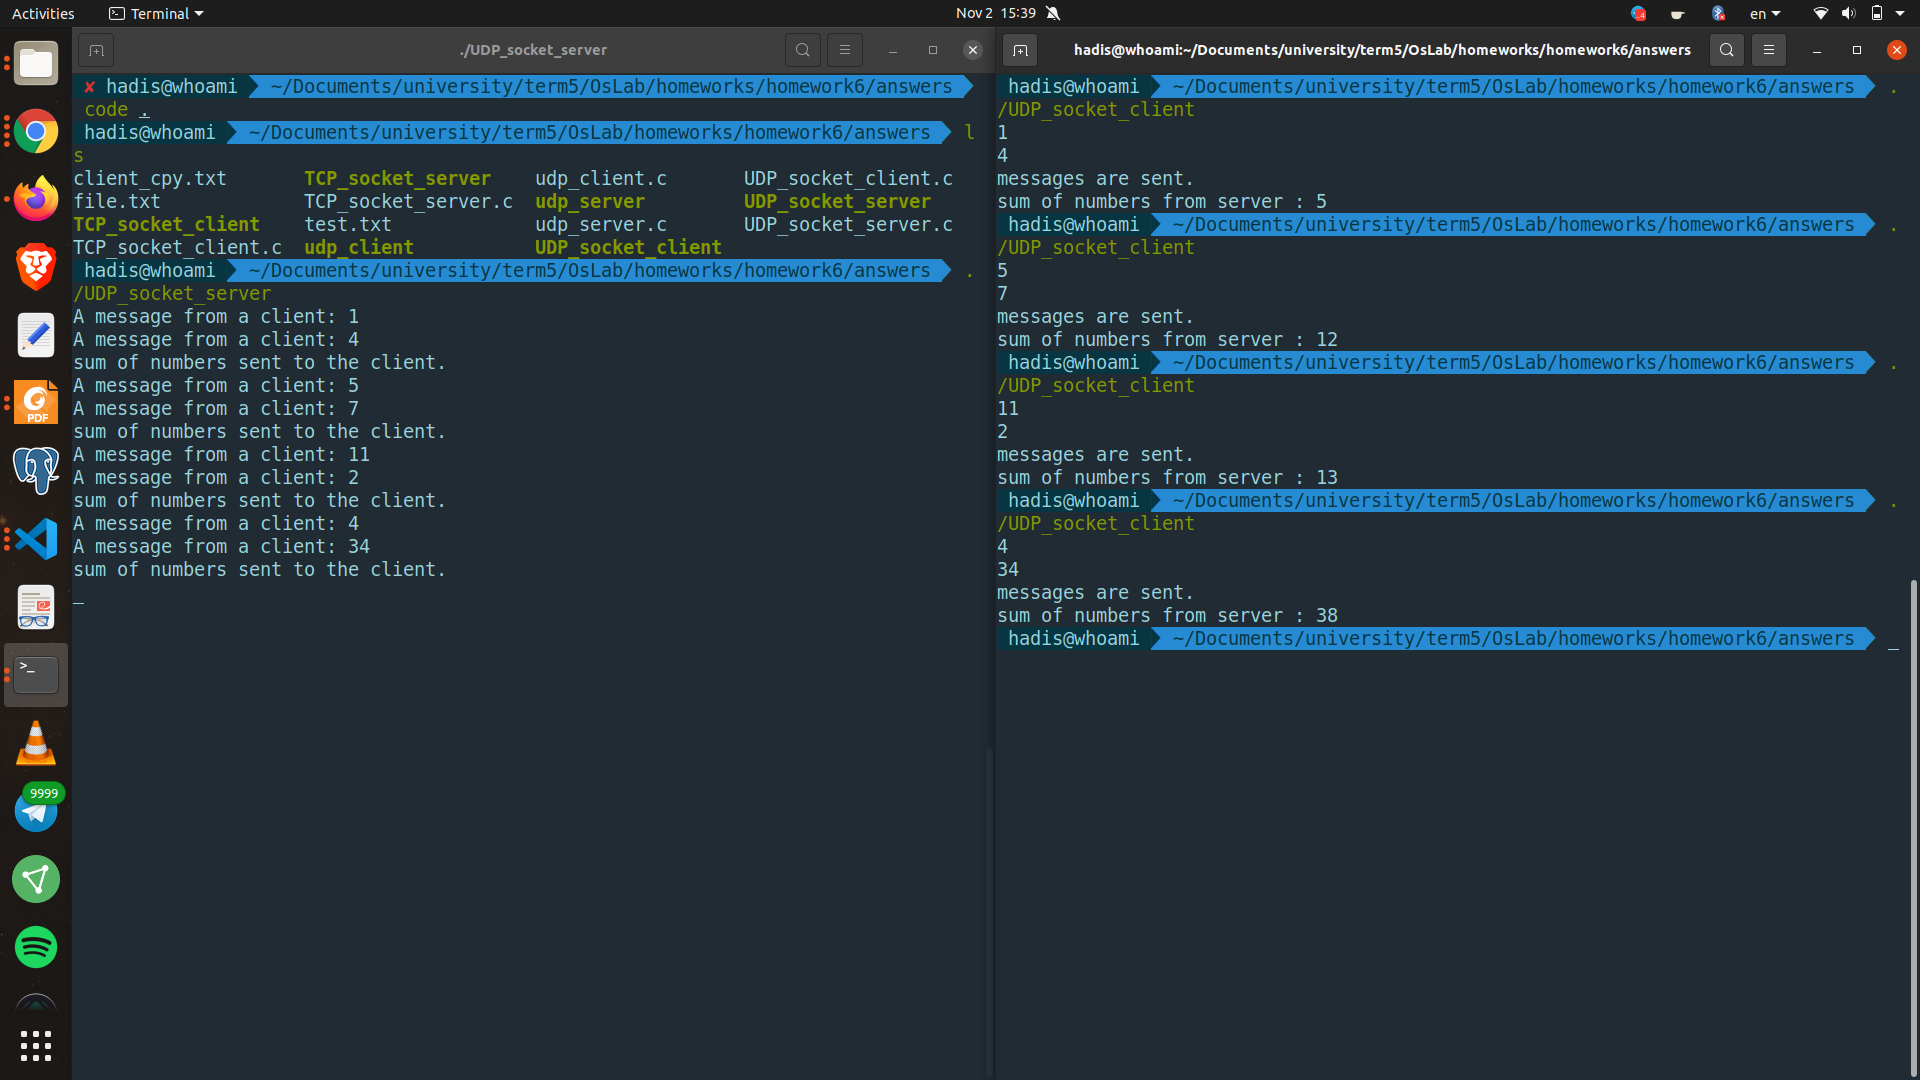 Activities Terminal Nov 2 15:39 en
./UDP_socket_server
✘ hadis@whoami ~/Documents/university/term5/OsLab/homeworks/homework6/answers
code .
hadis@whoami ~/Documents/university/term5/OsLab/homeworks/homework6/answers l
s
client_cpy.txt TCP_socket_server udp_client.c UDP_socket_client.c
file.txt TCP_socket_server.c udp_server UDP_socket_server
TCP_socket_client test.txt udp_server.c UDP_socket_server.c
TCP_socket_client.c udp_client UDP_socket_client
hadis@whoami ~/Documents/university/term5/OsLab/homeworks/homework6/answers .
/UDP_socket_server
A message from a client: 1
A message from a client: 4
sum of numbers sent to the client.
A message from a client: 5
A message from a client: 7
sum of numbers sent to the client.
A message from a client: 11
A message from a client: 2
sum of numbers sent to the client.
A message from a client: 4
A message from a client: 34
sum of numbers sent to the client.
_
hadis@whoami:~/Documents/university/term5/OsLab/homeworks/homework6/answers
hadis@whoami ~/Documents/university/term5/OsLab/homeworks/homework6/answers .
/UDP_socket_client
1
4
messages are sent.
sum of numbers from server : 5
hadis@whoami ~/Documents/university/term5/OsLab/homeworks/homework6/answers .
/UDP_socket_client
5
7
messages are sent.
sum of numbers from server : 12
hadis@whoami ~/Documents/university/term5/OsLab/homeworks/homework6/answers .
/UDP_socket_client
11
2
messages are sent.
sum of numbers from server : 13
hadis@whoami ~/Documents/university/term5/OsLab/homeworks/homework6/answers .
/UDP_socket_client
4
34
messages are sent.
sum of numbers from server : 38
hadis@whoami ~/Documents/university/term5/OsLab/homeworks/homework6/answers _
PDF
>_
9999